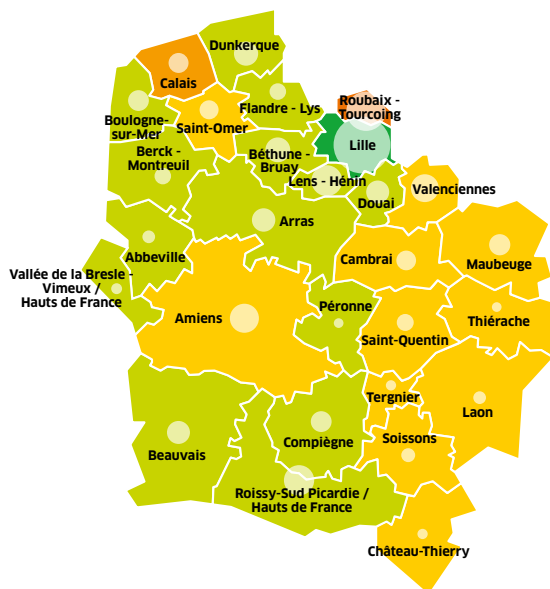 Dunkerque
Calais
Roubaix -
Tourcoing
Flandre - Lys
Boulogne-
sur-Mer
Saint-Omer
Lille
Berck -
Montreuil
Béthune -
Bruay
Lens - Hénin
Valenciennes
Douai
Arras
Abbeville
Cambrai
Maubeuge
Vallée de la Bresle -
Vimeux /
Hauts de France
Péronne
Amiens
Thiérache
Saint-Quentin
Tergnier
Laon
Compiègne
Soissons
Beauvais
Roissy-Sud Picardie /
Hauts de France
Château-Thierry